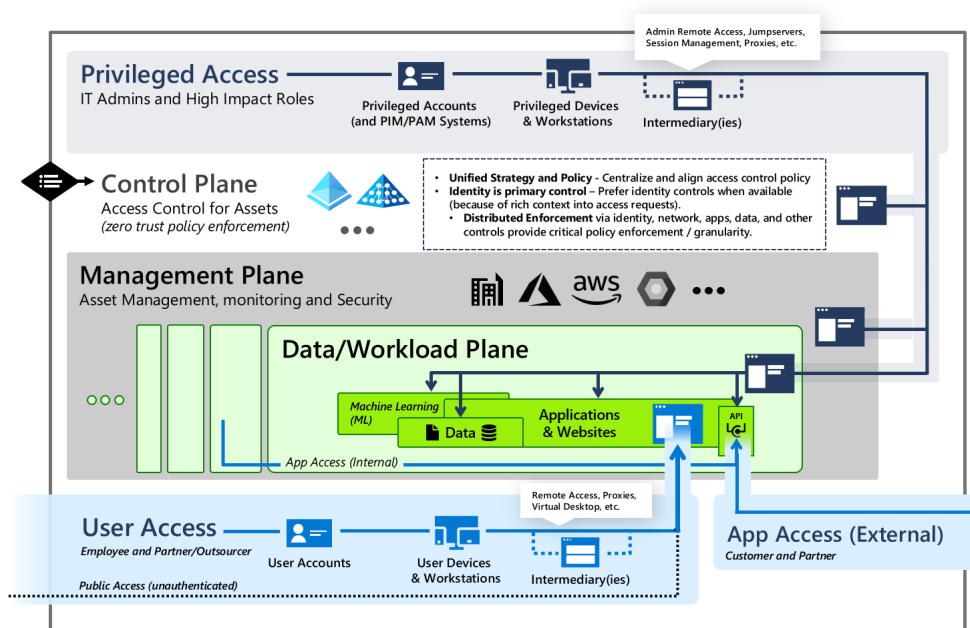 Admin Remote Access, Jumpservers,
Session Management, Proxies, etc.
Privileged Access
IT Admins and High Impact Roles
Privileged Accounts
(and PIM/PAM Systems)
Privileged Devices
& Workstations
Intermediary(ies)
Control Plane
Access Control for Assets
(zero trust policy enforcement)
• Unified Strategy and Policy - Centralize and align access control policy
• Identity is primary control – Prefer identity controls when available
(because of rich context into access requests).
• Distributed Enforcement via identity, network, apps, data, and other
controls provide critical policy enforcement / granularity.
Management Plane
Asset Management, monitoring and Security
aws
Data/Workload Plane
Machine Learning
(ML)
Data
Applications
& Websites
API
App Access (Internal)
User Access
Employee and Partner/Outsourcer
User Accounts
User Devices
& Workstations
Remote Access, Proxies,
Virtual Desktop, etc.
Intermediary(ies)
Public Access (unauthenticated)
App Access (External)
Customer and Partner